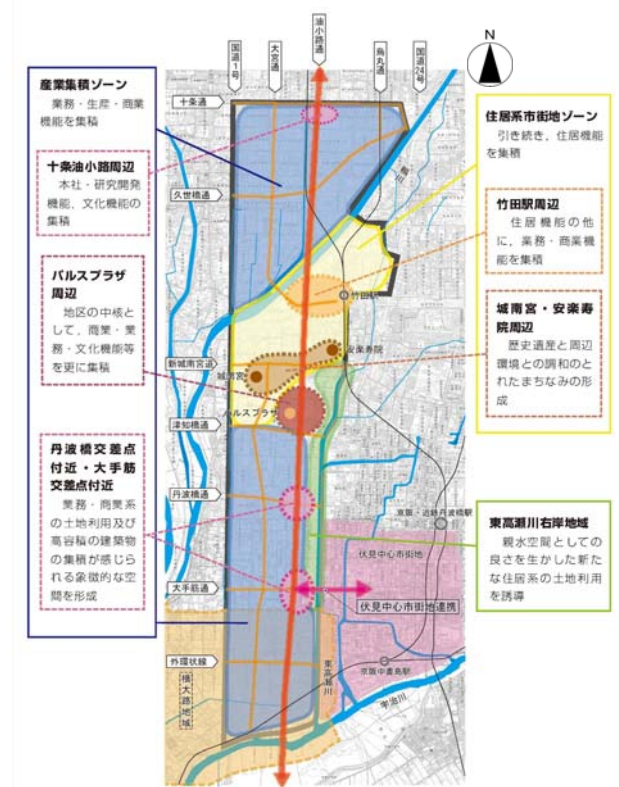 国道1号
大宮通
油小路通
烏丸通
国道24号
N
産業集積ゾーン
業務・生産・商業
機能を集積
十条油小路周辺
本社・研究開発
機能，文化機能の
集積
パルスプラザ
周辺
地区の中核と
して，商業・業
務・文化機能等
を更に集積
丹波橋交差点
付近・大手筋
交差点付近
業務・商業系
の土地利用及び
高容積の建築物
の集積が感じら
れる象徴的な空
間を形成
十条通
久世橋通
新城南宮道
津知橋通
丹波橋通
大手筋通
外環状線
横大路地域
鴨川
竹田駅
安楽寿院
城南宮
パルスプラザ
京阪・近鉄丹波橋駅
伏見中心市街地
伏見中心市街地連携
東高瀬川
京阪中書島駅
宇治川
住居系市街地ゾーン
引き続き，住居機能
を集積
竹田駅周辺
住居機能の他
に，業務・商業機
能を集積
城南宮・安楽寿
院周辺
歴史遺産と周辺
環境との調和のと
れたまちなみの形
成
東高瀬川右岸地域
親水空間としての
良さを生かした新た
な住居系の土地利用
を誘導